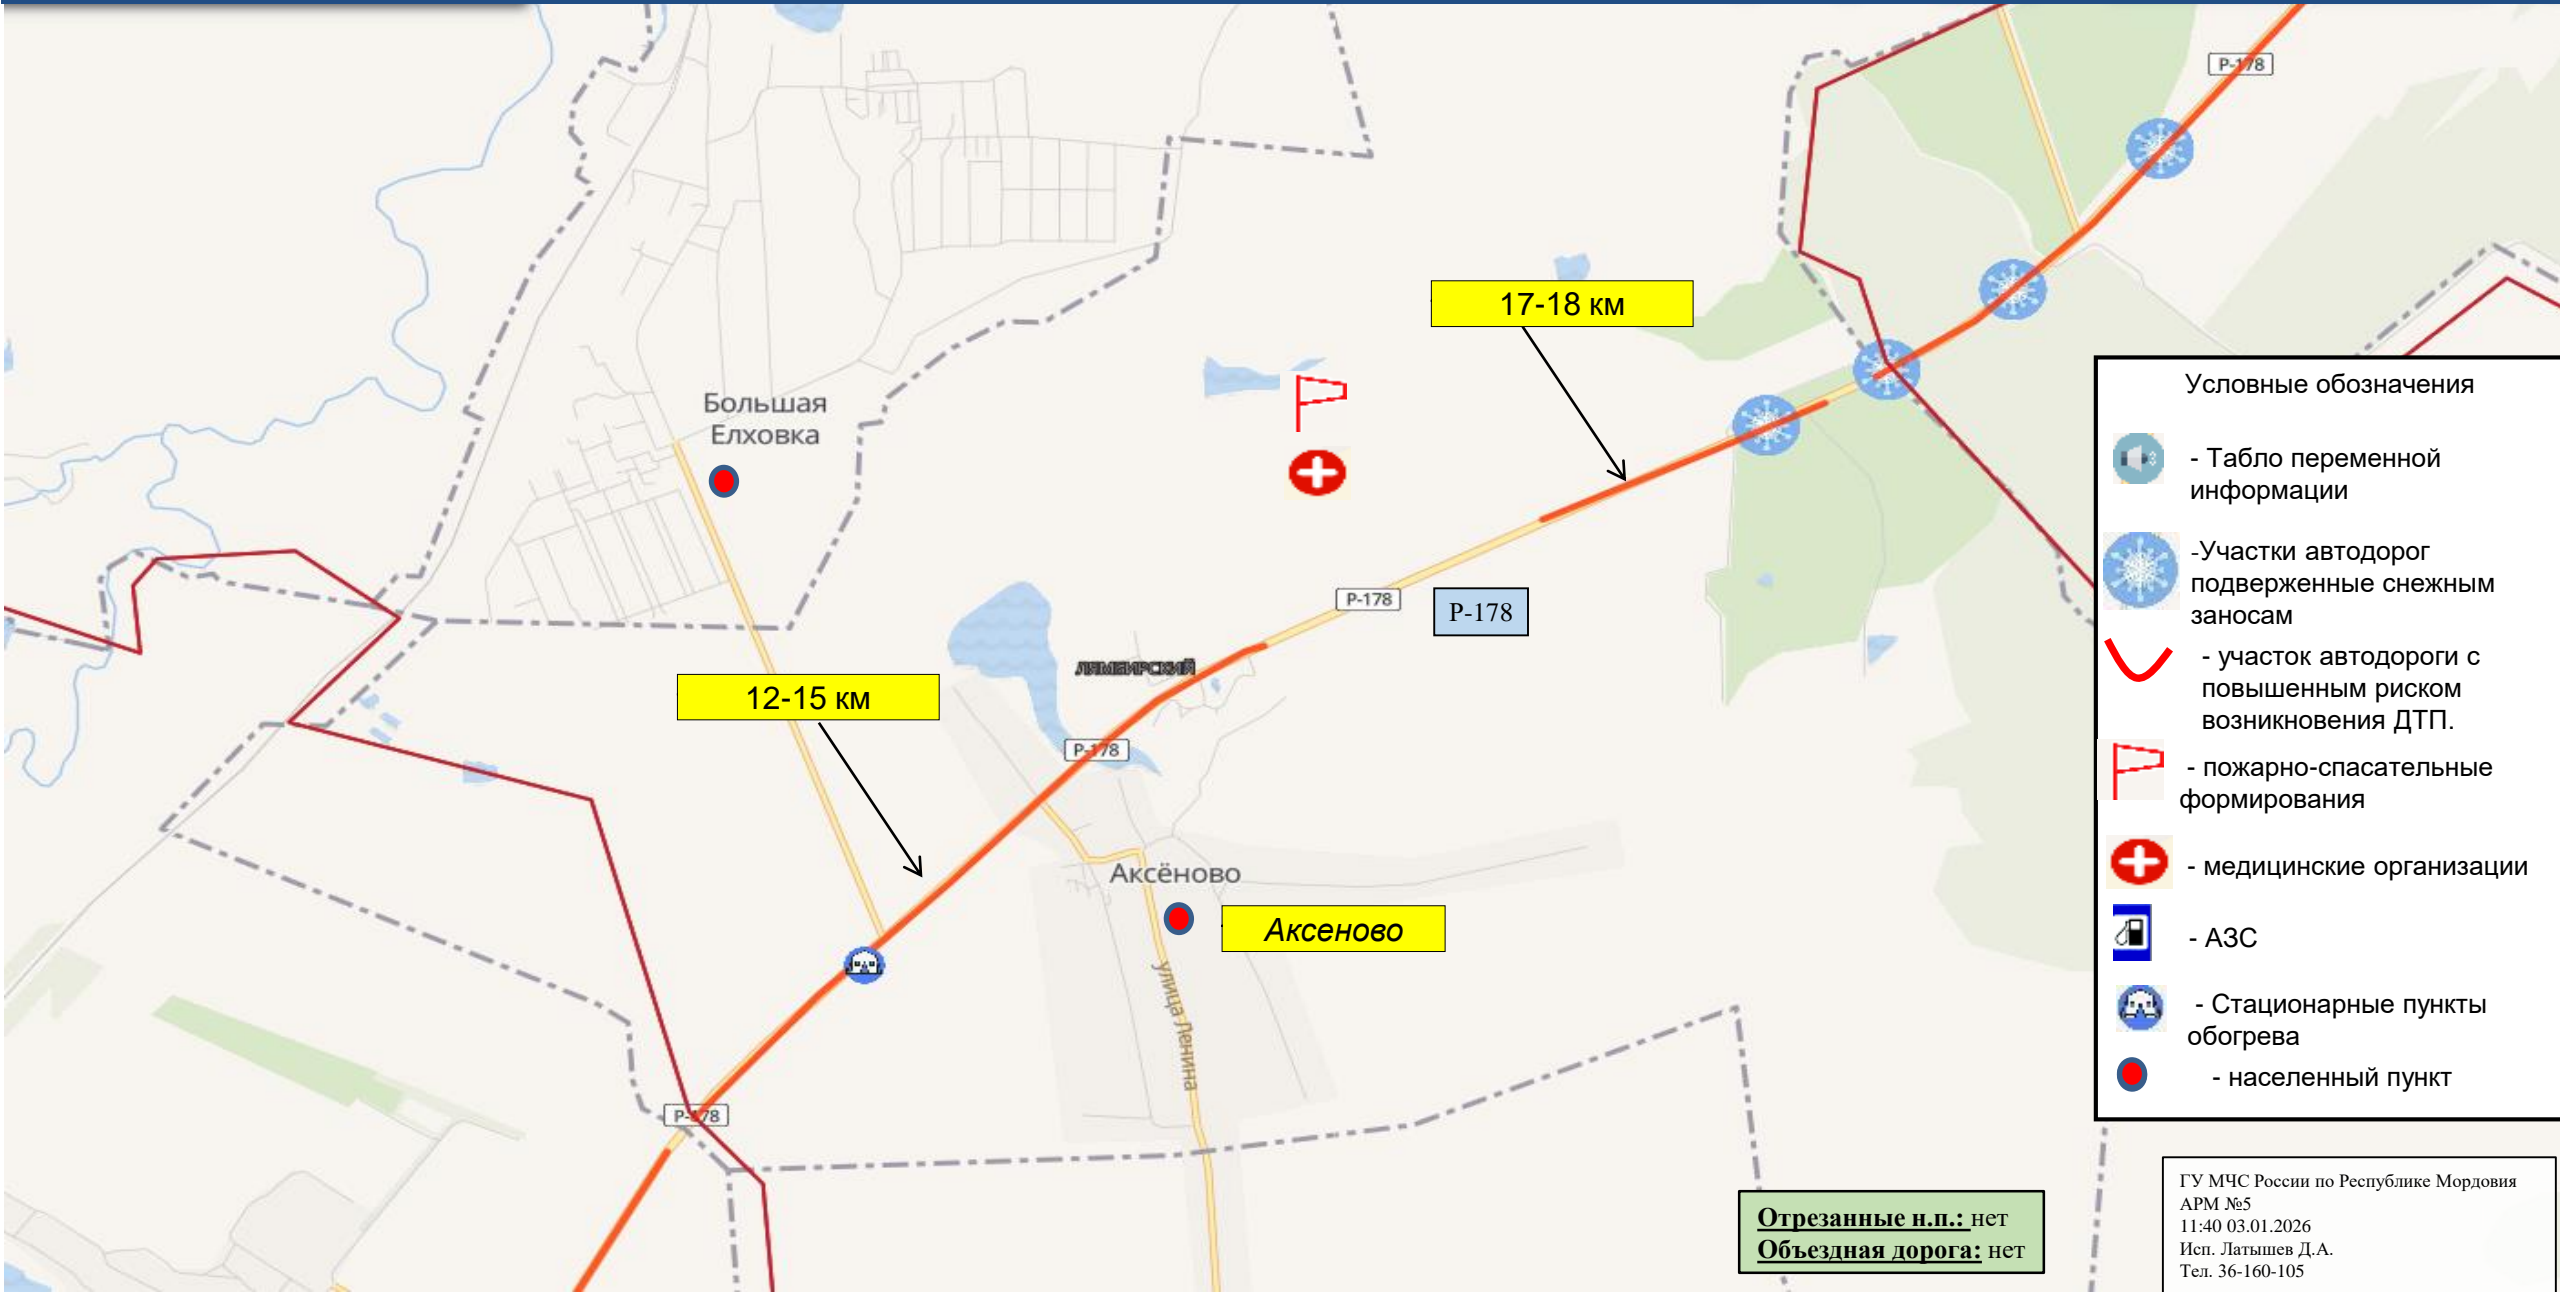 Р-178
17-18 км
Большая
Елховка
Р-178
Р-178
ЛЯМБИРСКИЙ
12-15 км
Р-178
Аксёново
Аксеново
улица Ленина
Р-178
Условные обозначения
- Табло переменной
информации
-Участки автодорог
подверженные снежным
заносам
- участок автодороги с
повышенным риском
возникновения ДТП.
- пожарно-спасательные
формирования
- медицинские организации
- АЗС
- Стационарные пункты
обогрева
- населенный пункт
Отрезанные н.п.: нет
Объездная дорога: нет
ГУ МЧС России по Республике Мордовия
АРМ №5
11:40 03.01.2026
Исп. Латышев Д.А.
Тел. 36-160-105